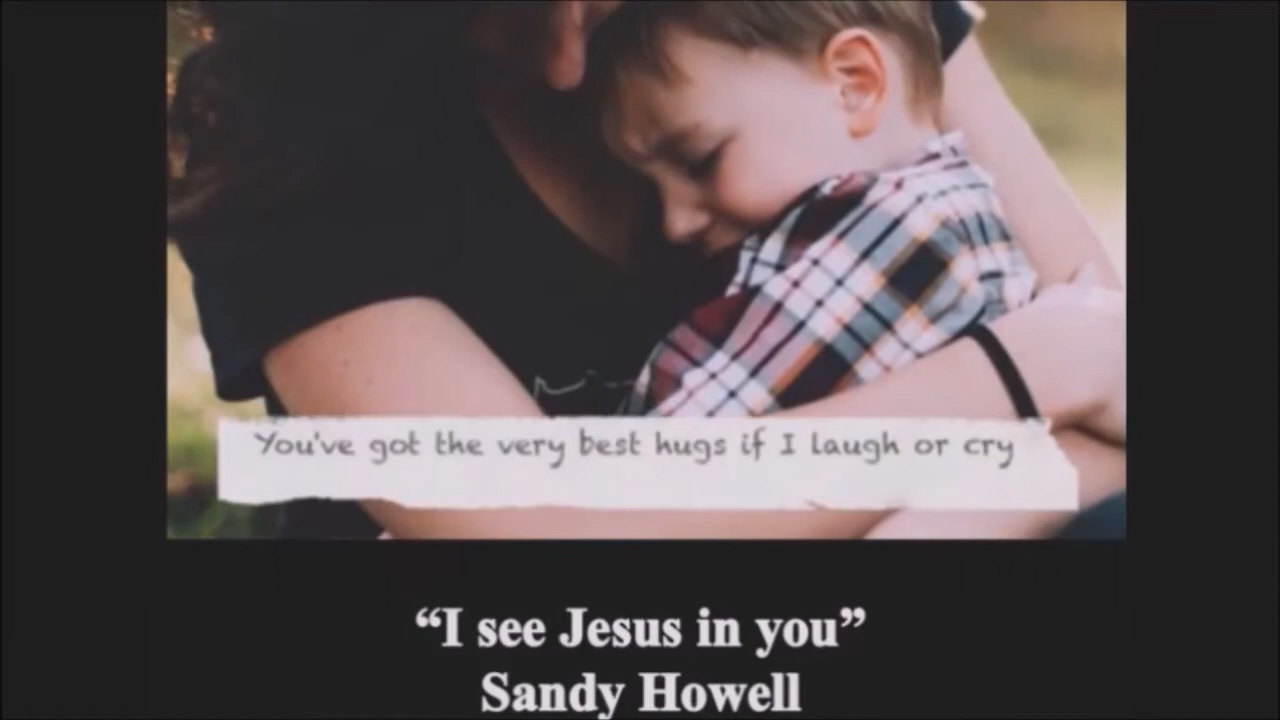 You've got the very best hugs if I laugh or cry
“I see Jesus in you”
Sandy Howell